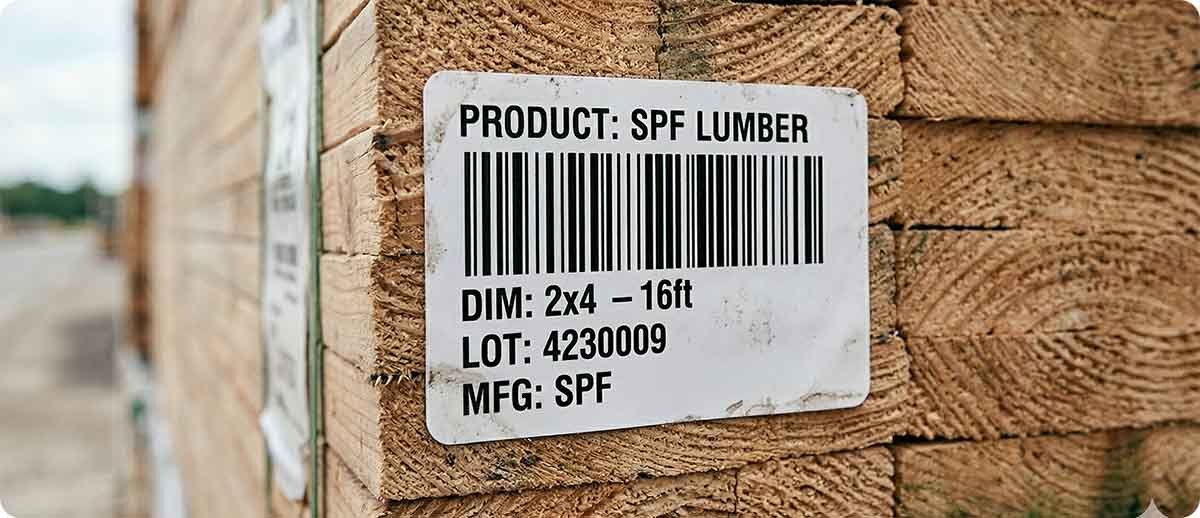 PRODUCT: SPF LUMBER
DIM: 2x4 – 16ft
LOT: 4230009
MFG: SPF